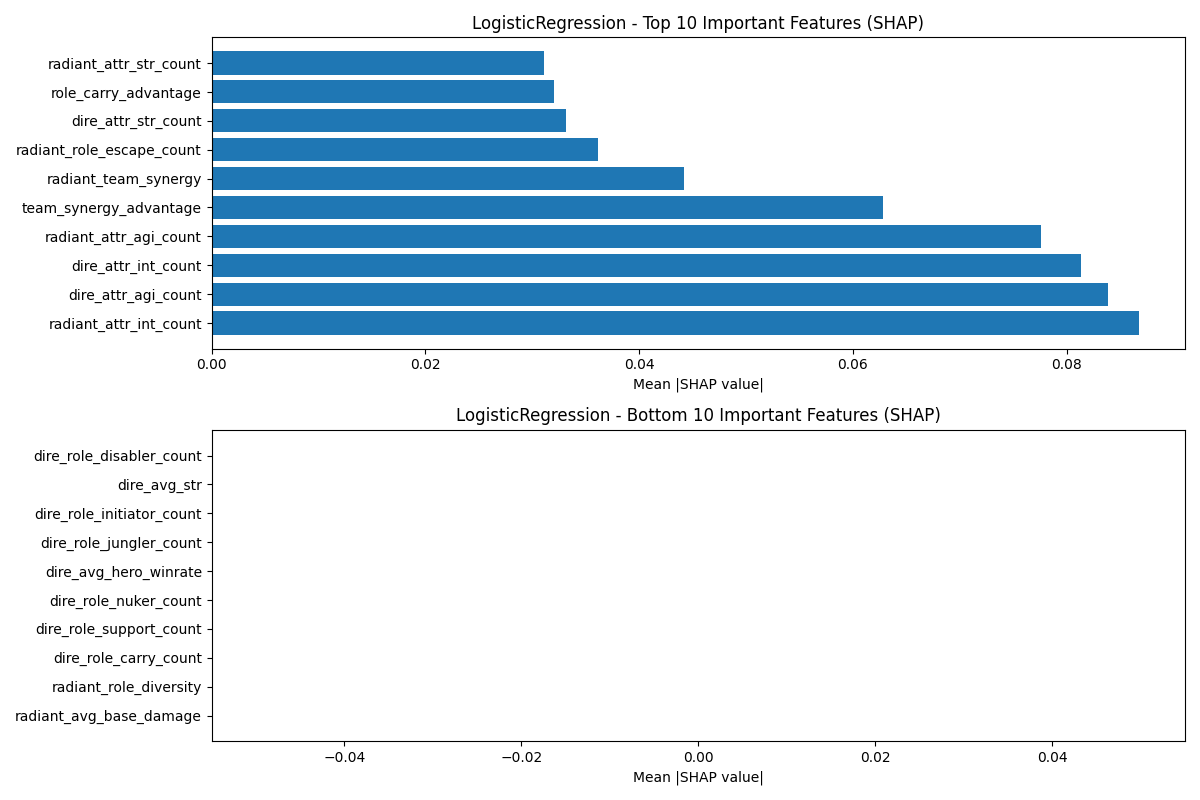 LogisticRegression - Top 10 Important Features (SHAP)
radiant_attr_str_count
role_carry_advantage
dire_attr_str_count
radiant_role_escape_count
radiant_team_synergy
team_synergy_advantage
radiant_attr_agi_count
dire_attr_int_count
dire_attr_agi_count
radiant_attr_int_count
0.00 0.02 0.04 0.06 0.08
Mean |SHAP value|
LogisticRegression - Bottom 10 Important Features (SHAP)
dire_role_disabler_count
dire_avg_str
dire_role_initiator_count
dire_role_jungler_count
dire_avg_hero_winrate
dire_role_nuker_count
dire_role_support_count
dire_role_carry_count
radiant_role_diversity
radiant_avg_base_damage
−0.04 −0.02 0.00 0.02 0.04
Mean |SHAP value|